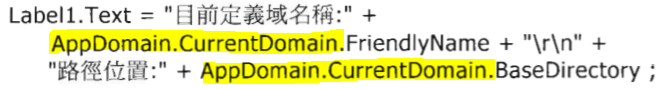 Label1.Text = "目前定義域名稱:" +
AppDomain.CurrentDomain.FriendlyName + "\r\n" +
"路徑位置:" + AppDomain.CurrentDomain.BaseDirectory ;